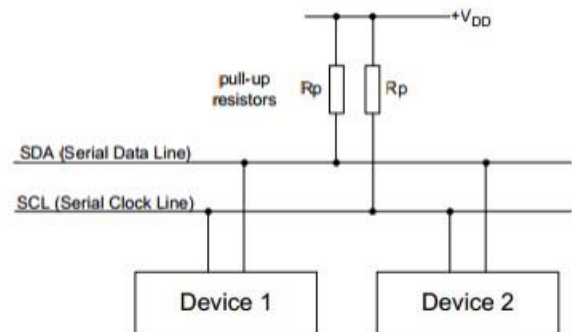 +VDD
pull-up
resistors
Rp
Rp
SDA (Serial Data Line)
SCL (Serial Clock Line)
Device 1
Device 2